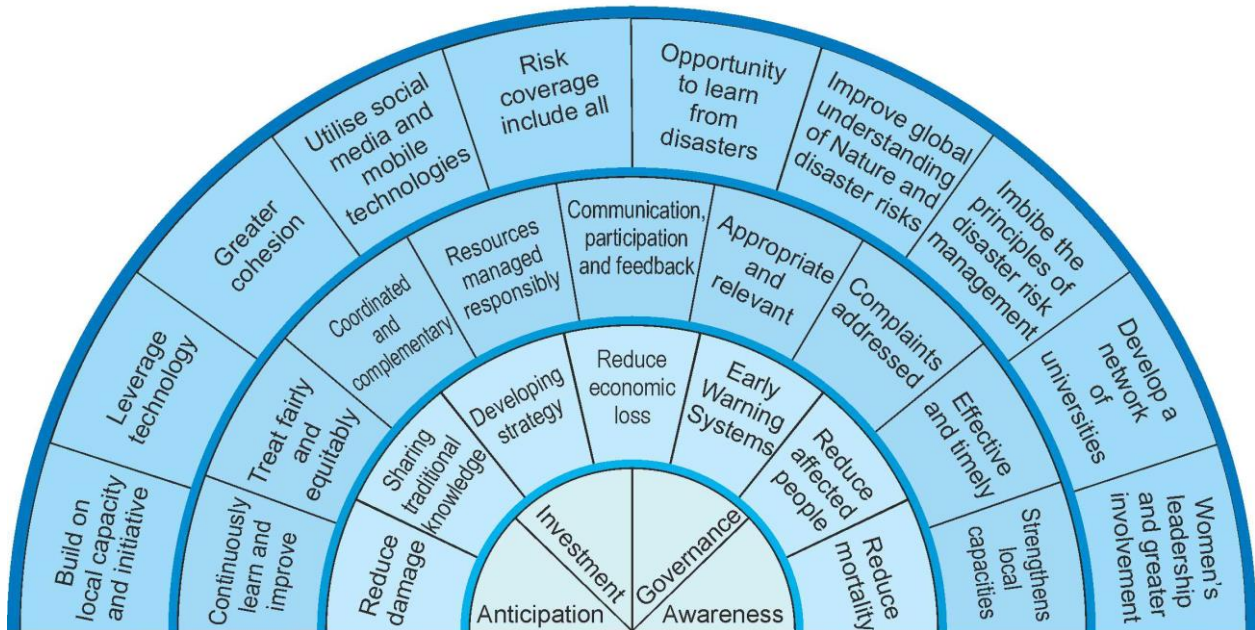 Build on
local capacity
and initiative
Leverage
technology
Greater
cohesion
Utilise social
media and
mobile
technologies
Risk
coverage
include all
Opportunity
to learn
from
disasters
Improve global
understanding
of Nature and
disaster risks
Imbibe the
principles of
disaster risk
management
Develop a
network
of
universities
Women's
leadership
and greater
involvement
Continuously
learn and
improve
Treat fairly
and
equitably
Coordinated
and
complementary
Resources
managed
responsibly
Communication,
participation
and feedback
Appropriate
and
relevant
Complaints
addressed
Effective
and timely
Strengthens
local
capacities
Reduce
damage
Sharing
traditional
knowledge
Developing
strategy
Reduce
economic
loss
Early
Warning
Systems
Reduce
affected
people
Reduce
mortality
Anticipation
Investment
Governance
Awareness